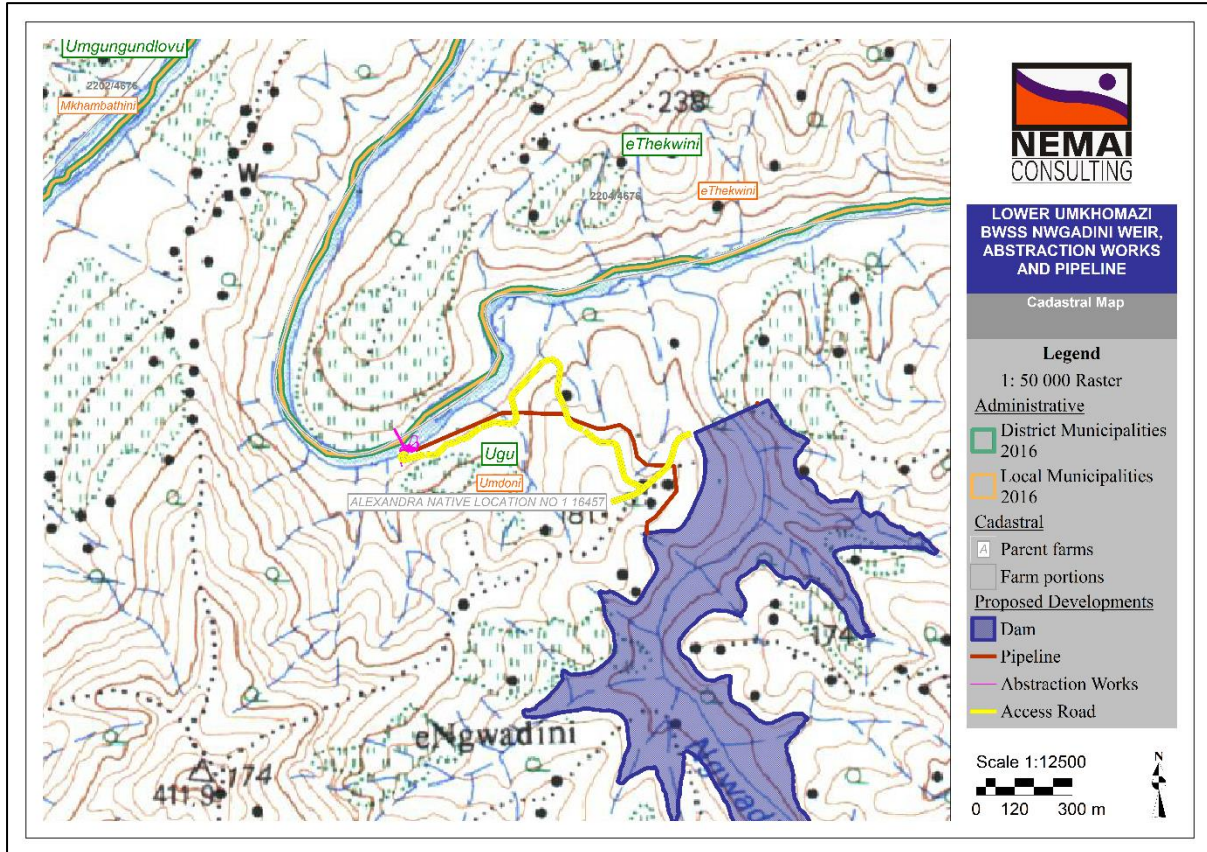 Umgungundlovu
2202/4676
Mkhambathini
238
eThekwini
W
2204/4676
eThekwini
Ugu
Umdoni
ALEXANDRA NATIVE LOCATION NO 1 16457
181
174
eNgwadini
174
411.9
Ngwad
NEMAI
CONSULTING
LOWER UMKHOMAZI
BWSS NWGADINI WEIR,
ABSTRACTION WORKS
AND PIPELINE
Cadastral Map
Legend
1: 50 000 Raster
Administrative
District Municipalities
2016
Local Municipalities
2016
Cadastral
A Parent farms
Farm portions
Proposed Developments
Dam
Pipeline
Abstraction Works
Access Road
Scale 1:12500
N
0 120 300 m